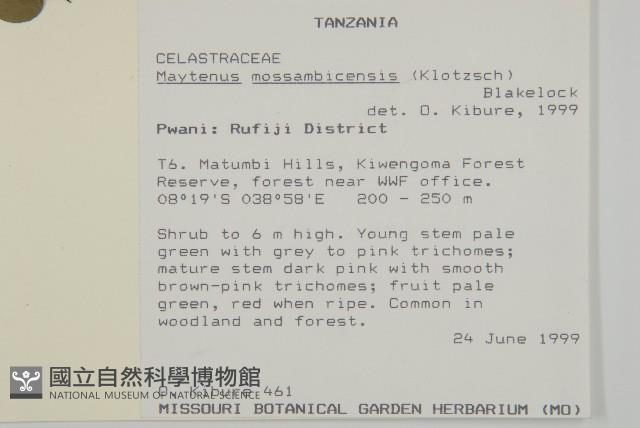 TANZANIA
CELASTRACEAE
Maytenus mossambicensis (Klotzsch)
Blakelock
det. O. Kibure, 1999
Pwani: Rufiji District
T6. Matumbi Hills, Kiwengoma Forest
Reserve, forest near WWF office.
08°19'S 038°58'E 200 - 250 m
Shrub to 6 m high. Young stem pale
green with grey to pink trichomes;
mature stem dark pink with smooth
brown-pink trichomes; fruit pale
green, red when ripe. Common in
woodland and forest.
24 June 1999
國立自然科學博物館
NATIONAL MUSEUM OF NATURAL SCIENCE
O. Kibure 461
MISSOURI BOTANICAL GARDEN HERBARIUM (MO)